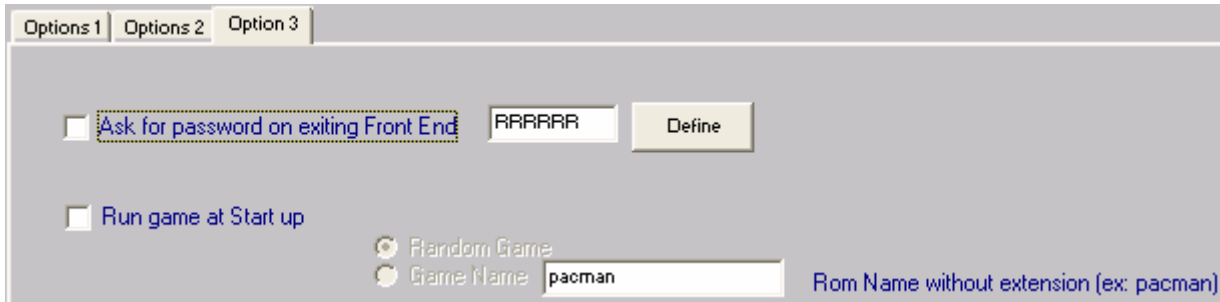 Options 1 Options 2 Option 3
Ask for password on exiting Front End RRRRRR Define
Run game at Start up
Random Game
Game Name pacman Rom Name without extension (ex: pacman)